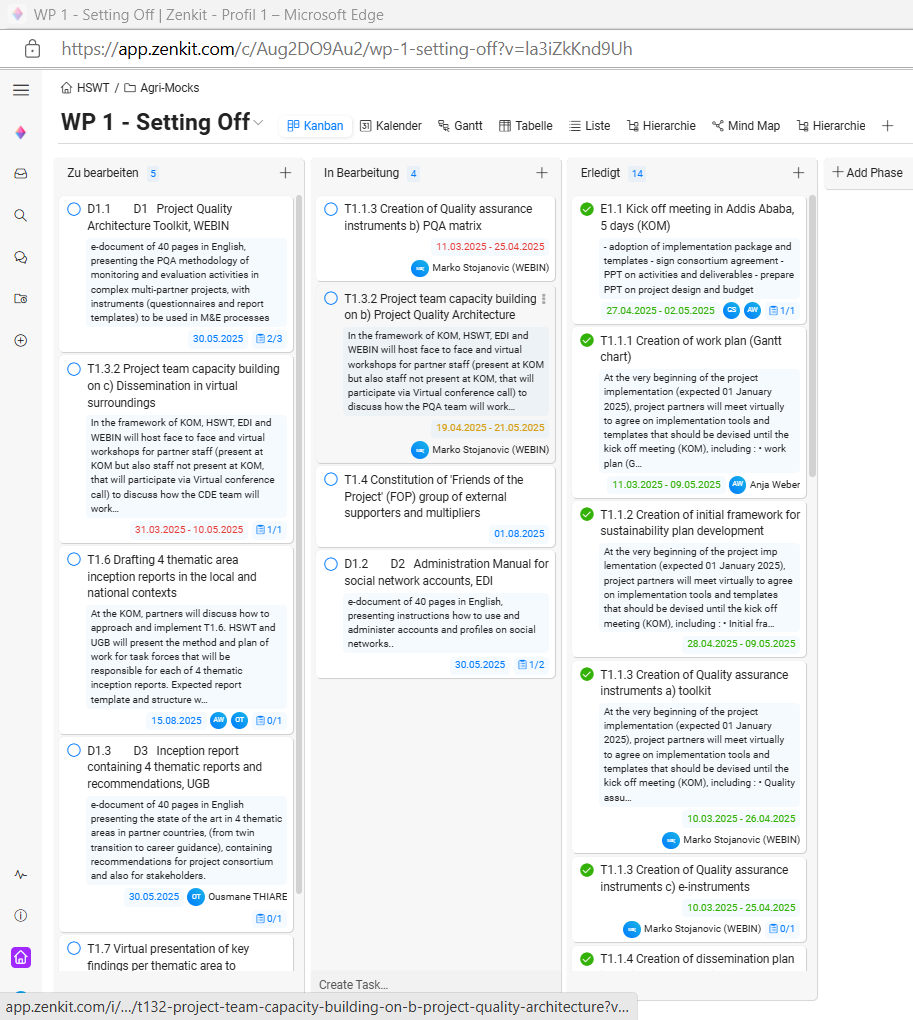 WP 1 - Setting Off | Zenkit - Profil 1 – Microsoft Edge
https://app.zenkit.com/c/Aug2DO9Au2/wp-1-setting-off?v=la3iZkKnd9Uh
HSWT / Agri-Mocks
WP 1 - Setting Off
Kanban Kalender Gantt Tabelle Liste Hierarchie Mind Map Hierarchie
Zu bearbeiten 5
D1.1 D1 Project Quality
Architecture Toolkit, WEBIN
e-document of 40 pages in English,
presenting the PQA methodology of
monitoring and evaluation activities in
complex multi-partner projects, with
instruments (questionnaires and report
templates) to be used in M&E processes
30.05.2025 2/3
T1.3.2 Project team capacity building
on c) Dissemination in virtual
surroundings
In the framework of KOM, HSWT, EDI and
WEBIN will host face to face and virtual
workshops for partner staff (present at
KOM but also staff not present at KOM,
that will participate via Virtual conference
call) to discuss how the CDE team will
work...
31.03.2025 - 10.05.2025 1/1
T1.6 Drafting 4 thematic area
inception reports in the local and
national contexts
At the KOM, partners will discuss how to
approach and implement T1.6. HSWT and
UGB will present the method and plan of
work for task forces that will be
responsible for each of 4 thematic
inception reports. Expected report
template and structure w...
15.08.2025 AW OT 0/1
D1.3 D3 Inception report
containing 4 thematic reports and
recommendations, UGB
e-document of 40 pages in English
presenting the state of the art in 4 thematic
areas in partner countries, (from twin
transition to career guidance), containing
recommendations for project consortium
and also for stakeholders.
30.05.2025 OT Ousmane THIARE
0/1
T1.7 Virtual presentation of key
findings per thematic area to
In Bearbeitung 4
T1.1.3 Creation of Quality assurance
instruments b) PQA matrix
11.03.2025 - 25.04.2025
Marko Stojanovic (WEBIN)
T1.3.2 Project team capacity building
on b) Project Quality Architecture
In the framework of KOM, HSWT, EDI and
WEBIN will host face to face and virtual
workshops for partner staff (present at KOM
but also staff not present at KOM, that will
participate via Virtual conference call) to
discuss how the PQA team will work...
19.04.2025 - 21.05.2025
Marko Stojanovic (WEBIN)
T1.4 Constitution of 'Friends of the
Project' (FOP) group of external
supporters and multipliers
01.08.2025
D1.2 D2 Administration Manual for
social network accounts, EDI
e-document of 40 pages in English,
presenting instructions how to use and
administer accounts and profiles on social
networks..
30.05.2025 1/2
Create Task...
Erledigt 14
E1.1 Kick off meeting in Addis Ababa,
5 days (KOM)
- adoption of implementation package and
templates - sign consortium agreement -
PPT on activities and deliverables - prepare
PPT on project design and budget
27.04.2025 - 02.05.2025 GS AW 1/1
T1.1.1 Creation of work plan (Gantt
chart)
At the very beginning of the project
implementation (expected 01 January
2025), project partners will meet virtually
to agree on implementation tools and
templates that should be devised until the
kick off meeting (KOM), including : • work
plan (G...
11.03.2025 - 09.05.2025 AW Anja Weber
T1.1.2 Creation of initial framework for
sustainability plan development
At the very beginning of the project imp
lementation (expected 01 January 2025),
project partners will meet virtually to agree
on implementation tools and templates
that should be devised until the kick off
meeting (KOM), including : • Initial fra...
28.04.2025 - 09.05.2025
T1.1.3 Creation of Quality assurance
instruments a) toolkit
At the very beginning of the project
implementation (expected 01 January
2025), project partners will meet virtually
to agree on implementation tools and
templates that should be devised until the
kick off meeting (KOM), including : • Quality
assu...
10.03.2025 - 26.04.2025
Marko Stojanovic (WEBIN)
T1.1.3 Creation of Quality assurance
instruments c) e-instruments
10.03.2025 - 25.04.2025
Marko Stojanovic (WEBIN) 0/1
T1.1.4 Creation of dissemination plan
Add Phase
app.zenkit.com/i/.../t132-project-team-capacity-building-on-b-project-quality-architecture?v...